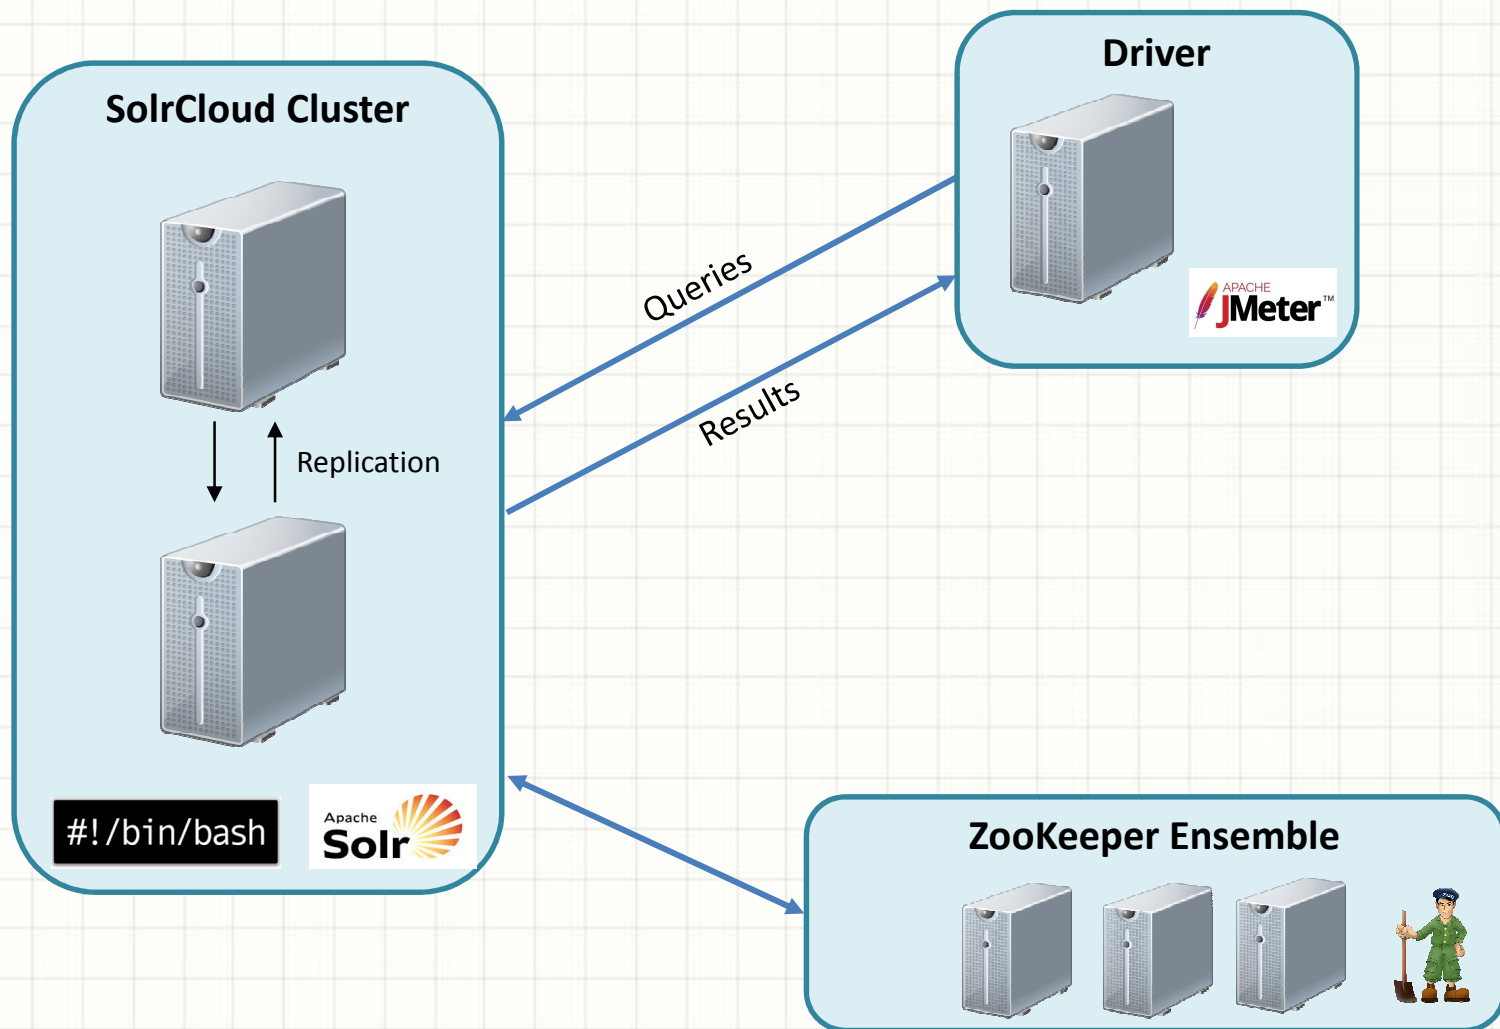 Driver
SolrCloud Cluster
Queries
APACHE
JMeter™
Results
Replication
#!/bin/bash
Apache
Solr
ZooKeeper Ensemble